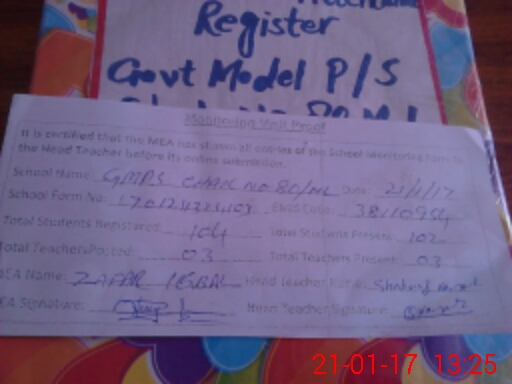 Register
Govt Model P/S
Monitoring Visit Proof
It is certified that the MEA has shown all entries of the School Monitoring Form to
the Head Teacher before its online submission.
School Name: GMPS CHAK NO 80/ML Date: 21/1/17
School Form No: EMIS Code: 38110954
Total Students Registered: 104 Total Student Present: 102
Total Teachers Posted: 03 Total Teachers Present: 03
MEA Name: ZAFAR IQBAL Head Teacher Name:
MEA Signature: Head Teacher Signature:
21-01-17 13:25